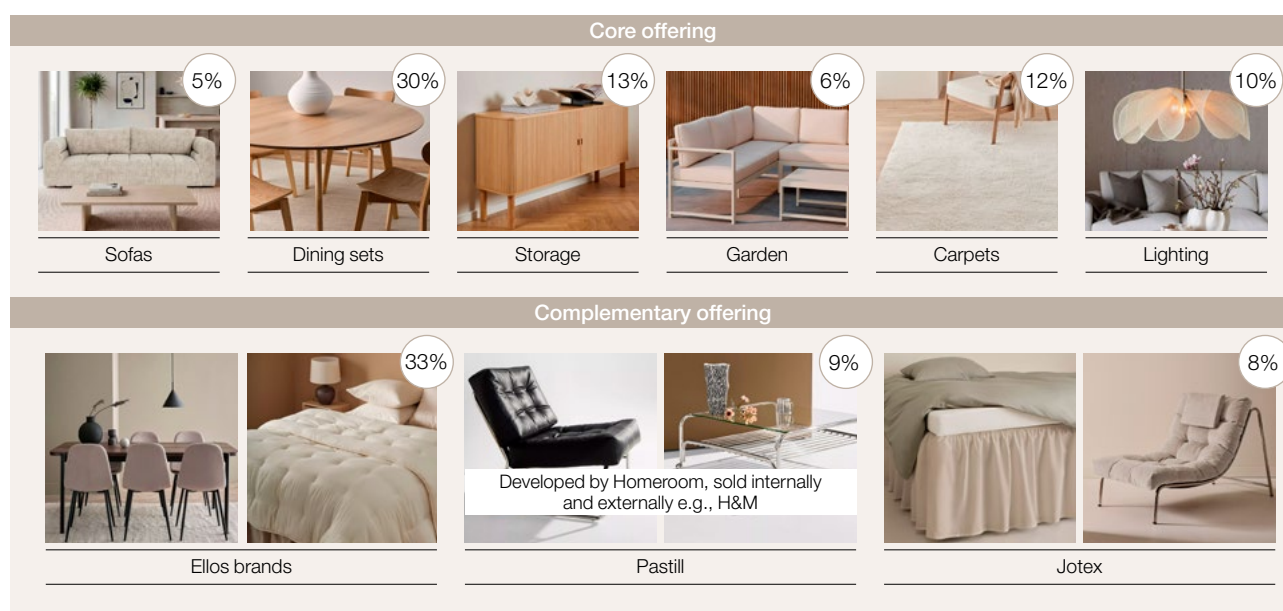 Core offering
5%
30%
13%
6%
12%
10%
Sofas
Dining sets
Storage
Garden
Carpets
Lighting
Complementary offering
33%
9%
8%
Developed by Homeroom, sold internally
and externally e.g., H&M
Ellos brands
Pastill
Jotex